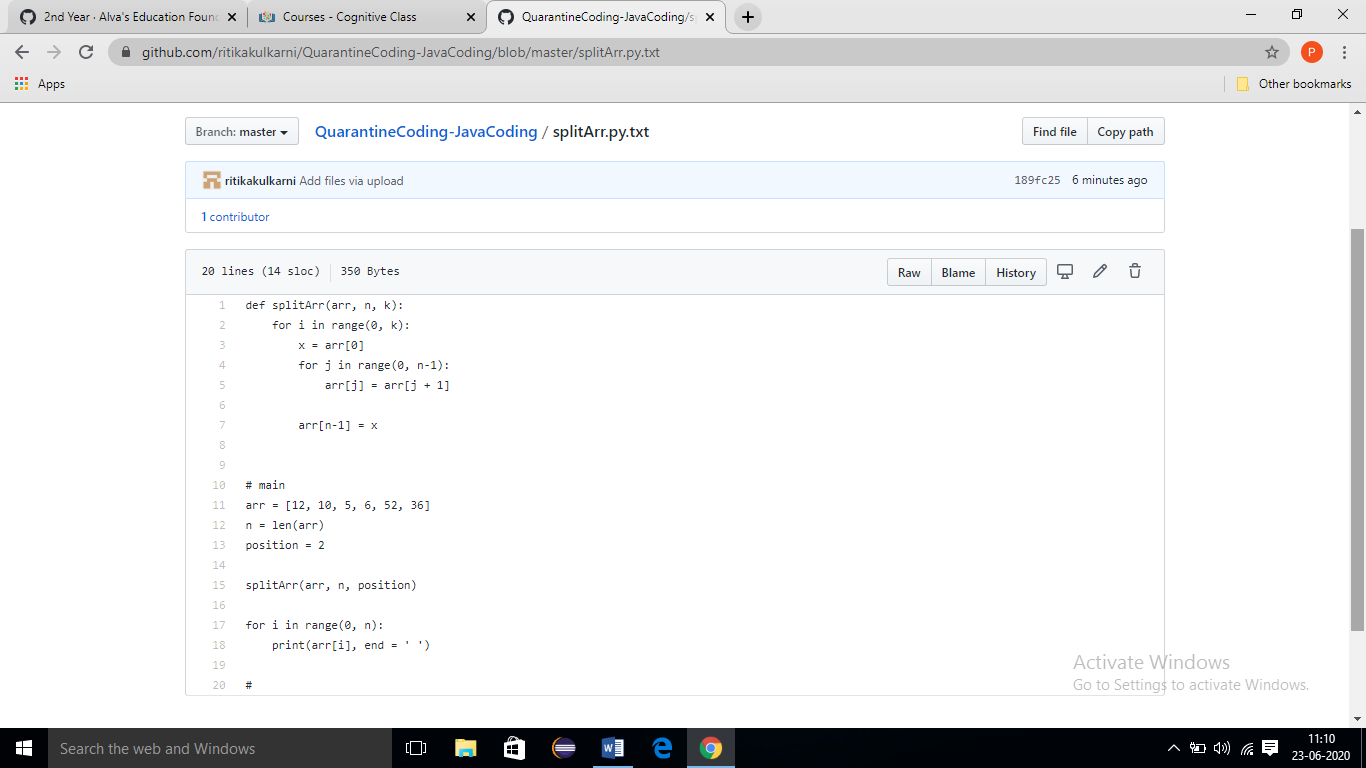 2nd Year · Alva's Education Foun
Courses - Cognitive Class
QuarantineCoding-JavaCoding/s
github.com/ritikakulkarni/QuarantineCoding-JavaCoding/blob/master/splitArr.py.txt
P
Apps
Other bookmarks
Branch: master
QuarantineCoding-JavaCoding / splitArr.py.txt
Find file
Copy path
ritikakulkarni Add files via upload
189fc25 6 minutes ago
1 contributor
20 lines (14 sloc) 350 Bytes
Raw
Blame
History
1 def splitArr(arr, n, k):
2     for i in range(0, k):
3         x = arr[0]
4         for j in range(0, n-1):
5             arr[j] = arr[j + 1]
6
7         arr[n-1] = x
8
9
10 # main
11 arr = [12, 10, 5, 6, 52, 36]
12 n = len(arr)
13 position = 2
14
15 splitArr(arr, n, position)
16
17 for i in range(0, n):
18     print(arr[i], end = ' ')
19
20 #
Activate Windows
Go to Settings to activate Windows.
Search the web and Windows
11:10
23-06-2020